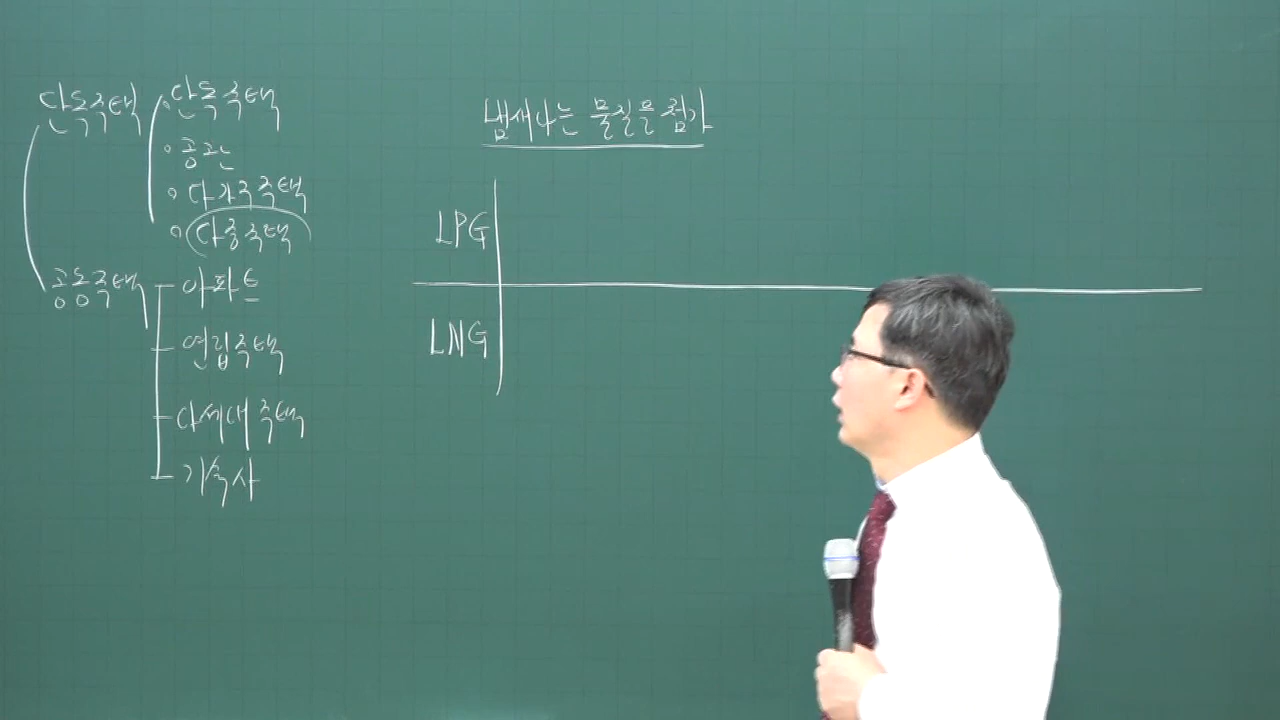 단독주택
단독주택
공관
다가구주택
다중주택
공동주택
아파트
연립주택
다세대주택
기숙사
냄새나는 물질을 첨가
LPG
LNG